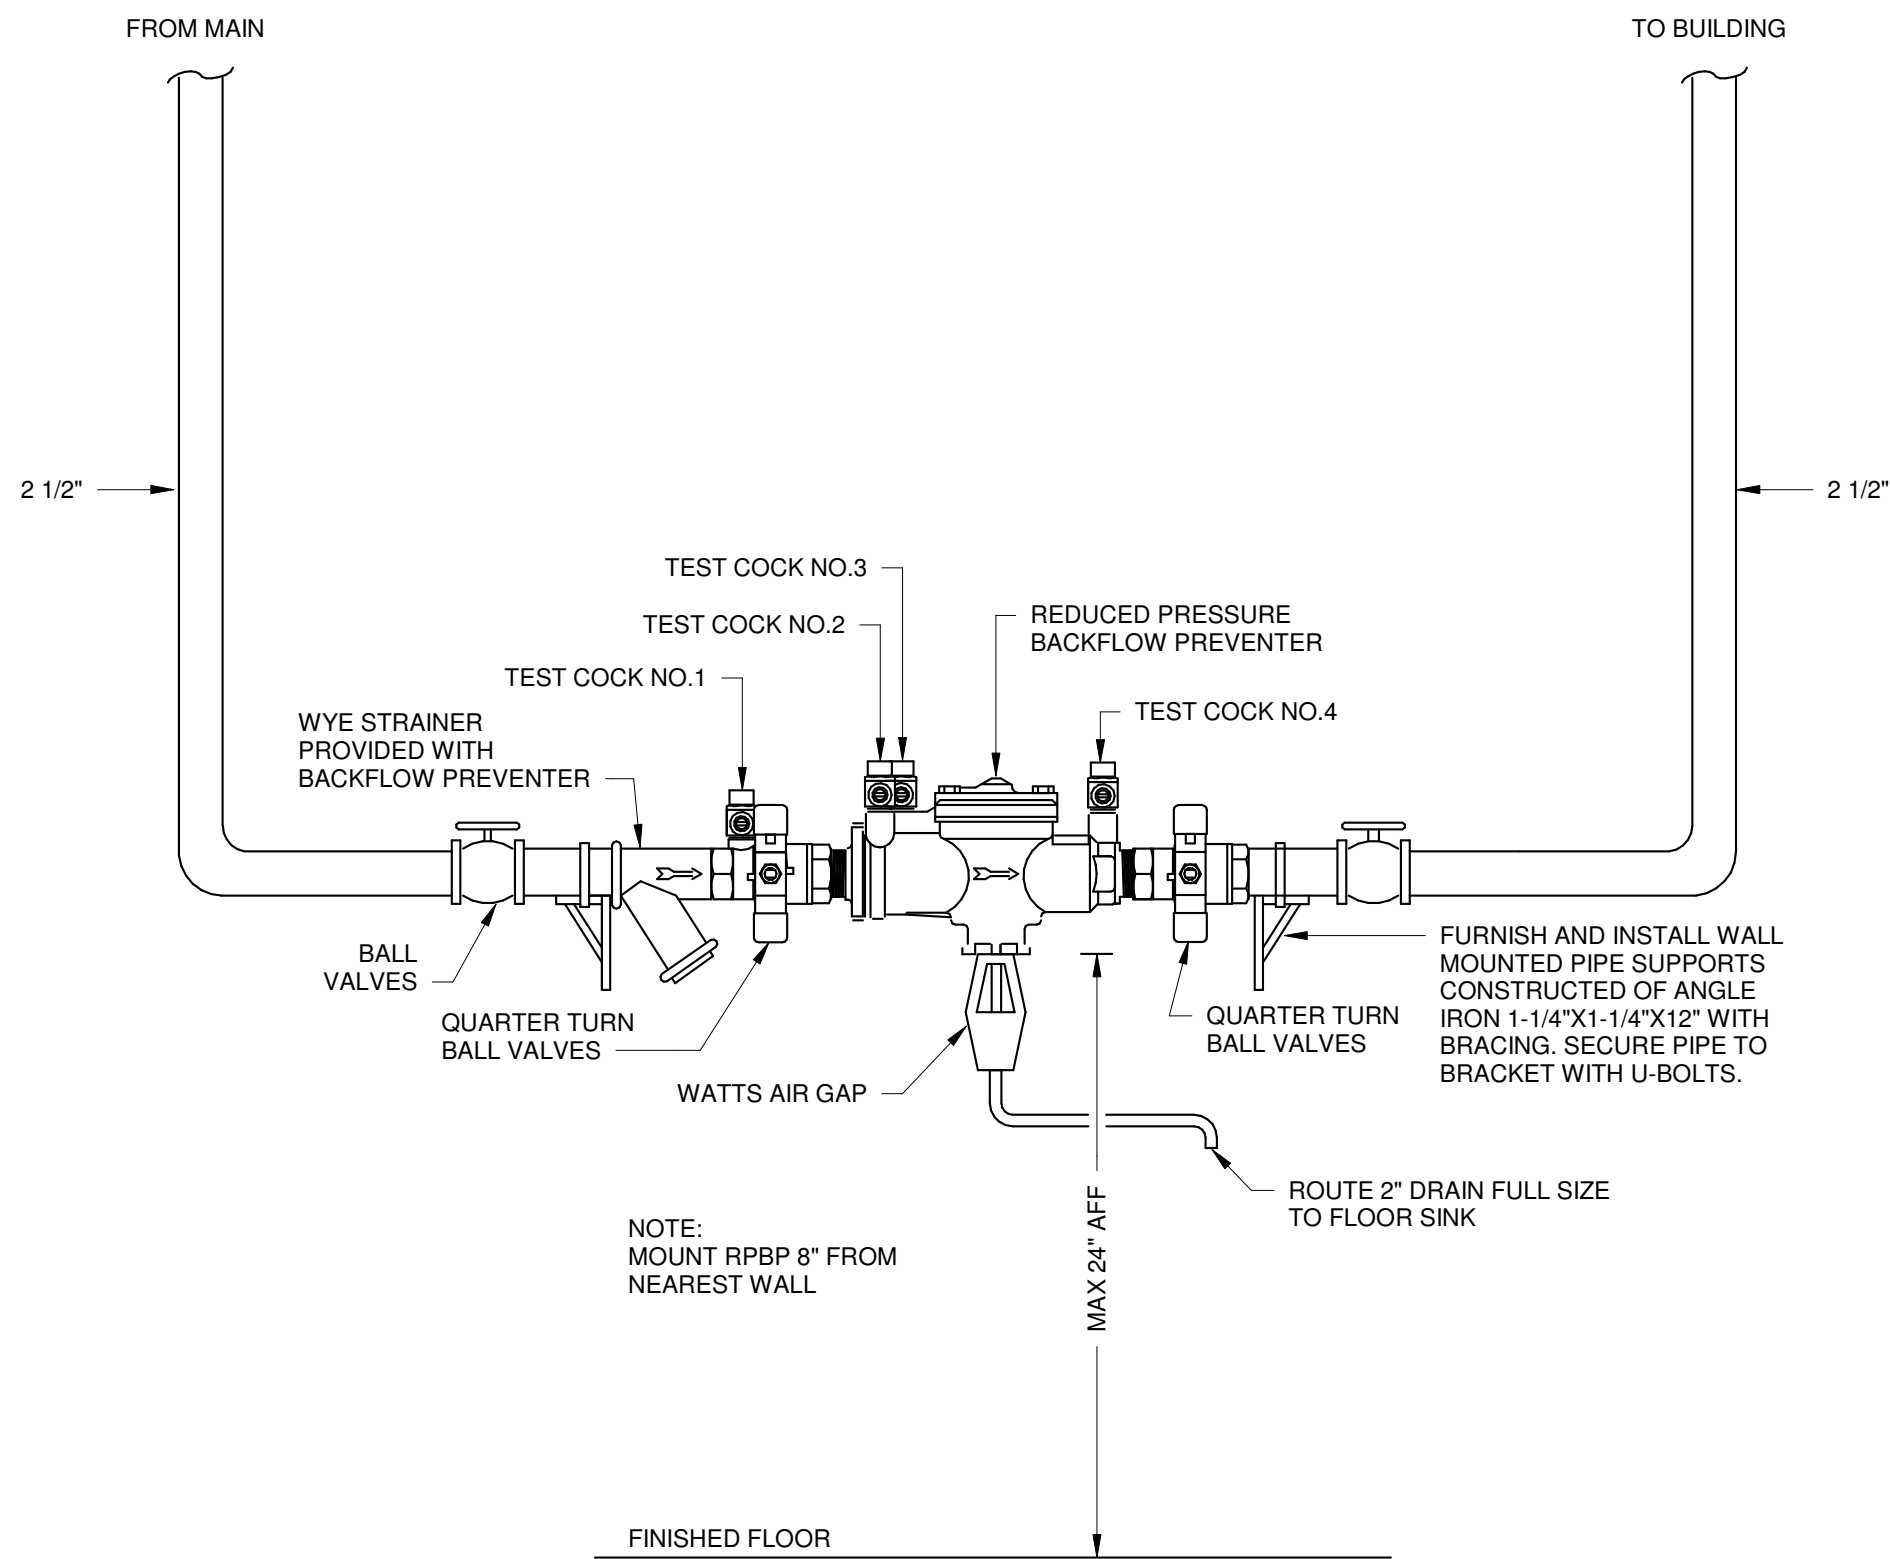 FROM MAIN
TO BUILDING
2 1/2"
2 1/2"
TEST COCK NO.3
TEST COCK NO.2
TEST COCK NO.1
REDUCED PRESSURE
BACKFLOW PREVENTER
TEST COCK NO.4
WYE STRAINER
PROVIDED WITH
BACKFLOW PREVENTER
BALL
VALVES
QUARTER TURN
BALL VALVES
WATTS AIR GAP
QUARTER TURN
BALL VALVES
FURNISH AND INSTALL WALL
MOUNTED PIPE SUPPORTS
CONSTRUCTED OF ANGLE
IRON 1-1/4"X1-1/4"X12" WITH
BRACING. SECURE PIPE TO
BRACKET WITH U-BOLTS.
ROUTE 2" DRAIN FULL SIZE
TO FLOOR SINK
MAX 24" AFF
NOTE:
MOUNT RPBP 8" FROM
NEAREST WALL
FINISHED FLOOR